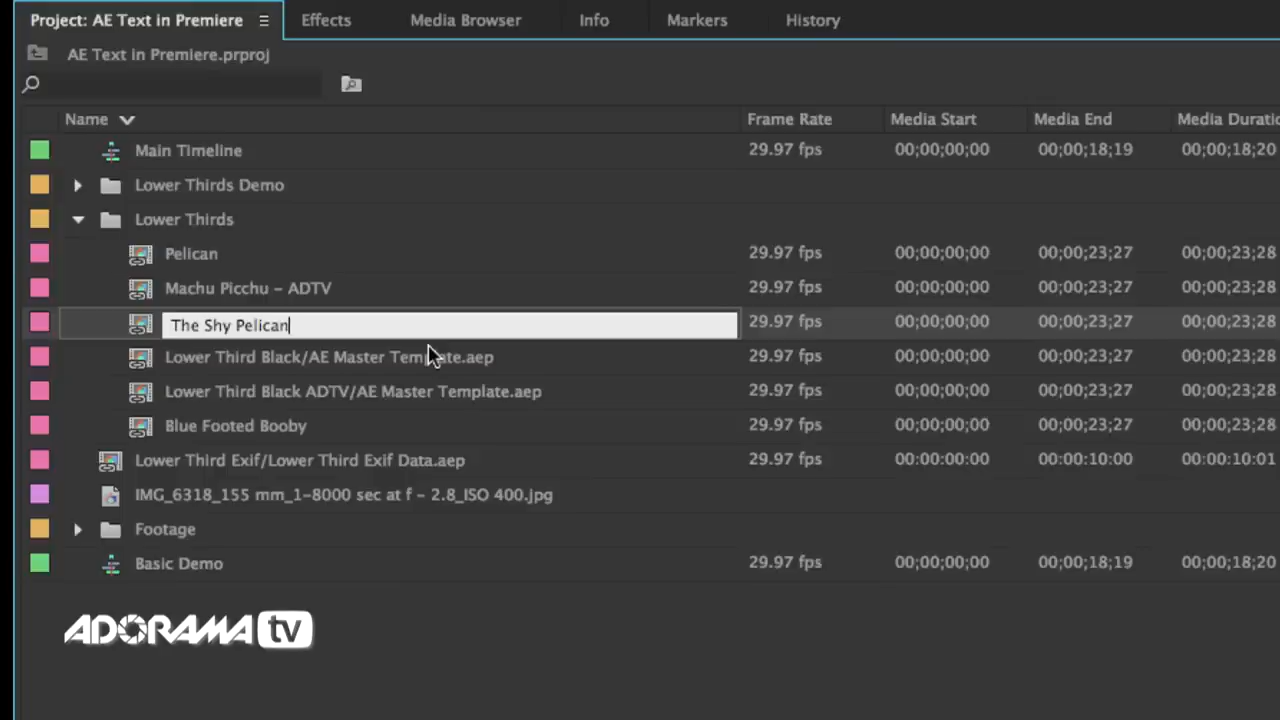 Project: AE Text in Premiere Effects Media Browser Info Markers History
AE Text in Premiere.prproj
Name Frame Rate Media Start Media End Media Duratio
Main Timeline 29.97 fps 00;00;00;00 00;00;18;19 00;00;18;20
Lower Thirds Demo
Lower Thirds
Pelican 29.97 fps 00;00;00;00 00;00;23;27 00;00;23;28
Machu Picchu – ADTV 29.97 fps 00;00;00;00 00;00;23;27 00;00;23;28
The Shy Pelican 29.97 fps 00;00;00;00 00;00;23;27 00;00;23;28
Lower Third Black/AE Master Template.aep 29.97 fps 00;00;00;00 00;00;23;27 00;00;23;28
Lower Third Black ADTV/AE Master Template.aep 29.97 fps 00;00;00;00 00;00;23;27 00;00;23;28
Blue Footed Booby 29.97 fps 00;00;00;00 00;00;23;27 00;00;23;28
Lower Third Exif/Lower Third Exif Data.aep 29.97 fps 00:00:00:00 00:00:10:00 00:00:10:01
IMG_6318_155 mm_1-8000 sec at f – 2.8_ISO 400.jpg
Footage
Basic Demo 29.97 fps 00;00;00;00 00;00;18;19 00;00;18;20
ADORAMA tv